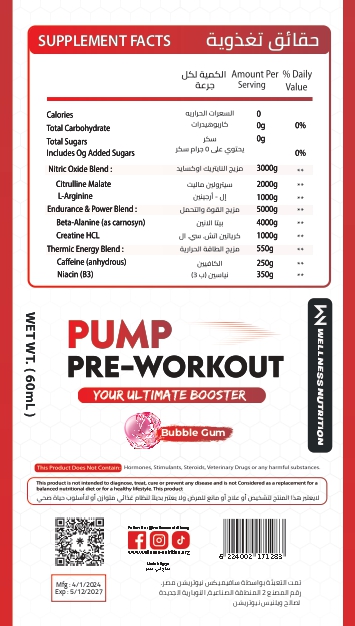 SUPPLEMENT FACTS حقائق تغذوية
الكمية لكل جرعة Amount Per Serving % Daily Value
Calories السعرات الحراريه 0
Total Carbohydrate كاربوهيدرات 0g 0%
Total Sugars سكر 0g
Includes 0g Added Sugars يحتوي على 0 جرام سكر 0%
Nitric Oxide Blend : مزيج النايتريك اوكسايد 3000g **
Citrulline Malate سيترولين ماليت 2000g **
L-Arginine إل - أرجينين 1000g **
Endurance & Power Blend : مزيج القوة والتحمل 5000g **
Beta-Alanine (as carnosyn) بيتا الانين 4000g **
Creatine HCL كرياتين اتش. سي. ال 1000g **
Thermic Energy Blend : مزيج الطاقة الحرارية 550g **
Caffeine (anhydrous) الكافيين 250g **
Niacin (B3) نياسين (ب 3) 350g **
WET WT. ( 60mL )
PUMP
PRE-WORKOUT
YOUR ULTIMATE BOOSTER
Bubble Gum
WELLNESS NUTRITION
This Product Does Not Contain : Hormones, Stimulants, Steroids, Veterinary Drugs or any harmful substances
This product is not intended to diagnose, treat, cure or prevent any disease and is not Considered as a replacement for a
balanced nutritional diet or for a healthy lifestyle. This product
لايعتبر هذا المنتج لتشخيص أو علاج أو مانع للمرض ولا يعتبر بديلا لنظام غذائي متوازن أو لأسلوب حياة صحي
Mfg : 4/1/2024
Exp : 5/12/2027
6 224002 171283
تمت التعبئة بواسطة سافيميكس نيوتريشن مصر.
رقم المصنع 2 المنطقة الصناعية, النوبارية الجديدة
لصالح ويلنيس نيوتريشن